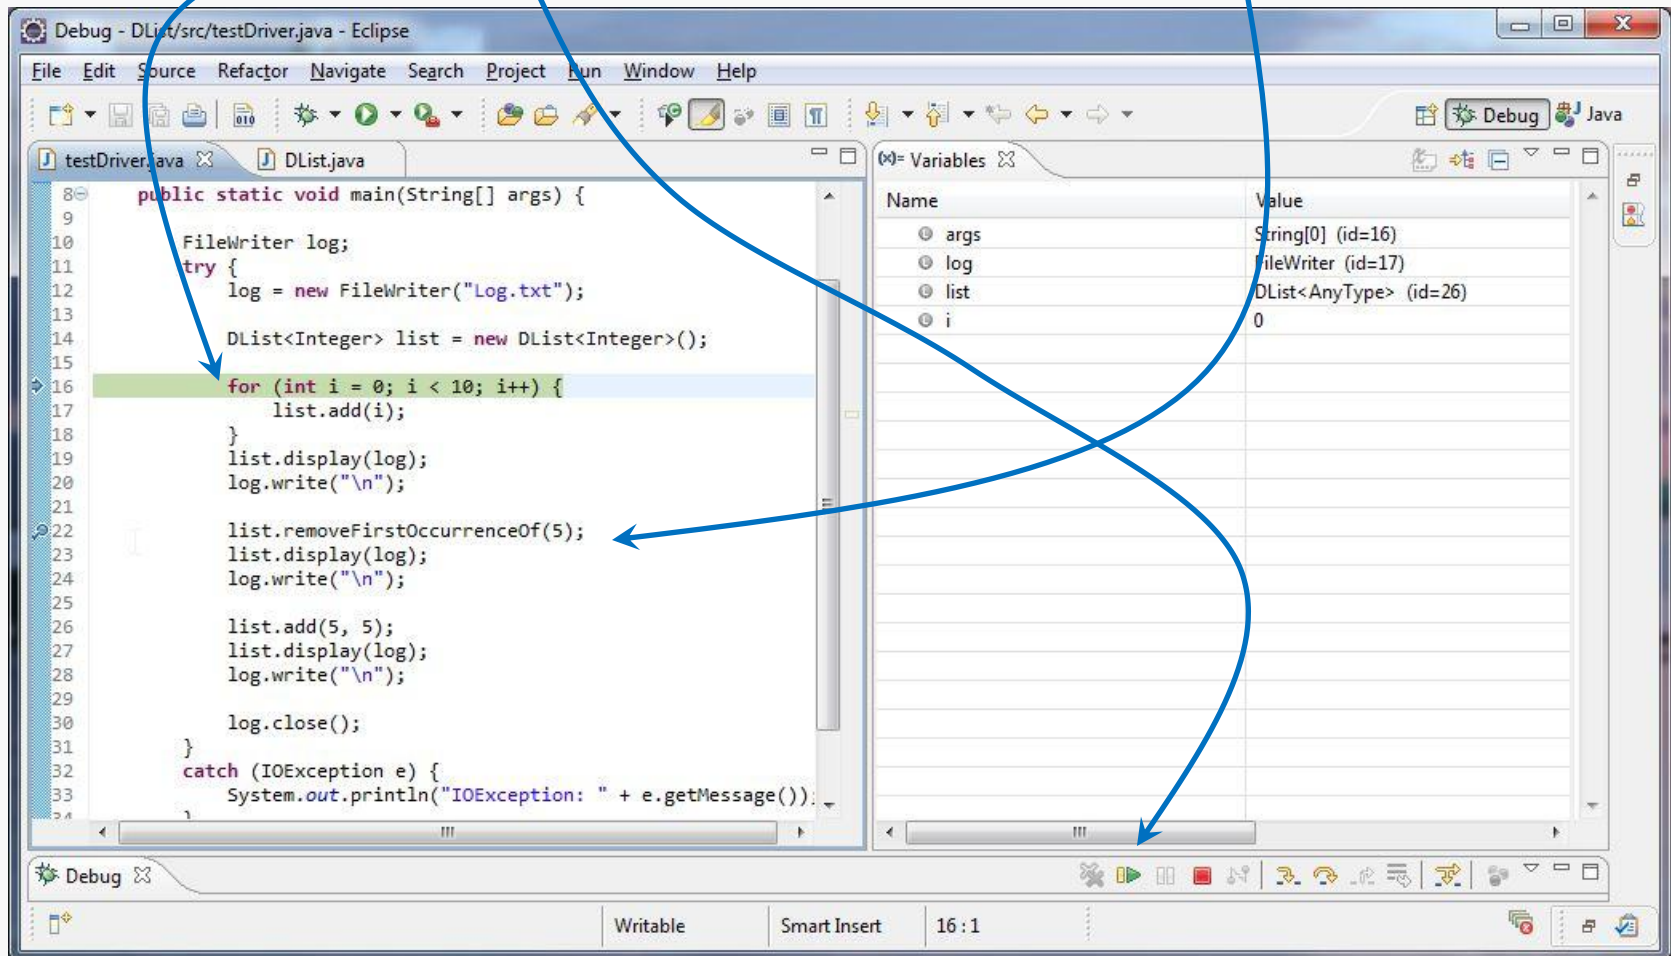 Debug - DList/src/testDriver.java - Eclipse
File Edit Source Refactor Navigate Search Project Run Window Help
Debug Java
testDriver.java DList.java
(x)= Variables
8 public static void main(String[] args) {
9
10 FileWriter log;
11 try {
12 log = new FileWriter("Log.txt");
13
14 DList<Integer> list = new DList<Integer>();
15
16 for (int i = 0; i < 10; i++) {
17 list.add(i);
18 }
19 list.display(log);
20 log.write("\n");
21
22 list.removeFirstOccurrenceOf(5);
23 list.display(log);
24 log.write("\n");
25
26 list.add(5, 5);
27 list.display(log);
28 log.write("\n");
29
30 log.close();
31 }
32 catch (IOException e) {
33 System.out.println("IOException: " + e.getMessage());
34 }
Name Value
args String[0] (id=16)
log FileWriter (id=17)
list DList<AnyType> (id=26)
i 0
Debug
Writable Smart Insert 16 : 1